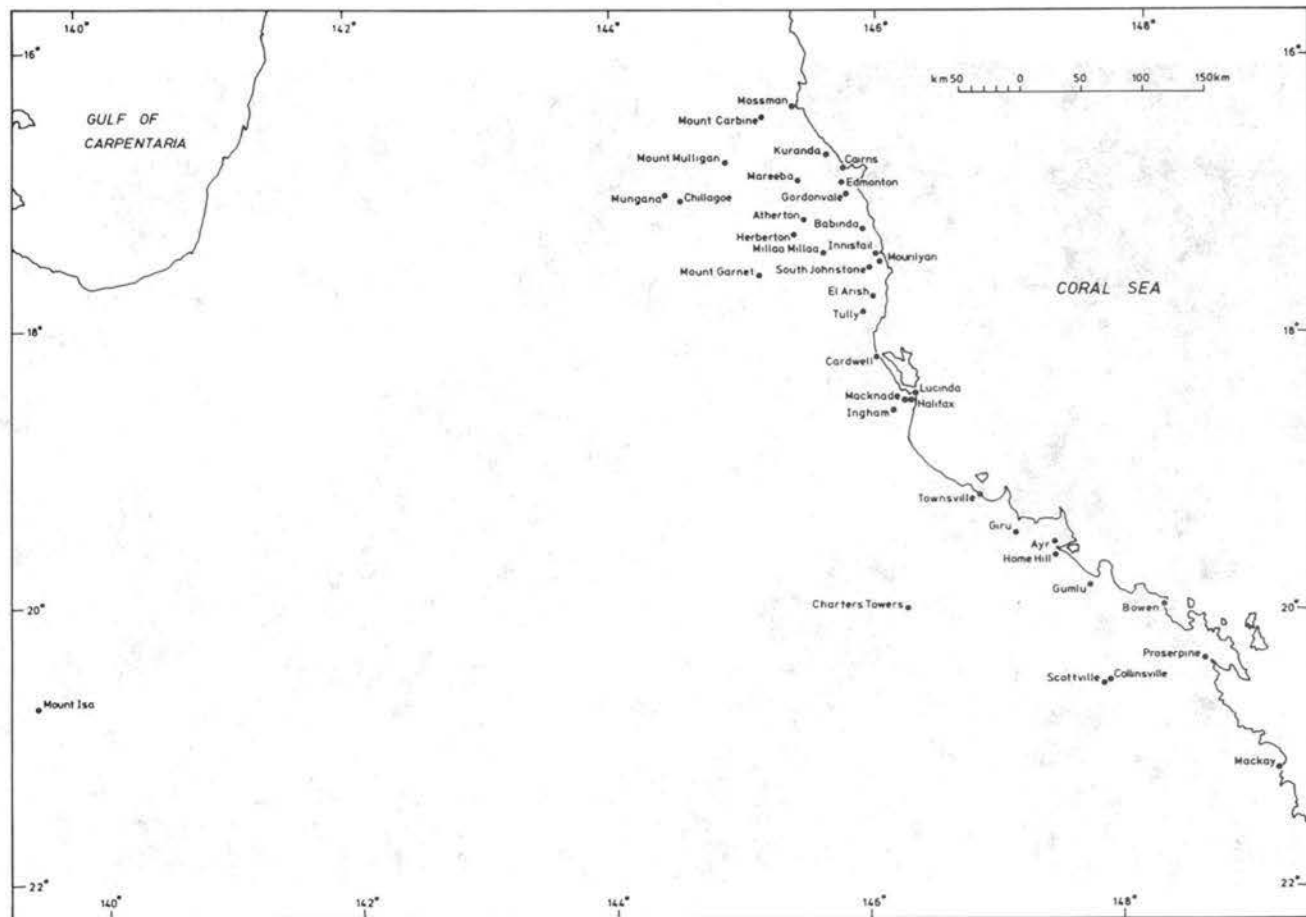 140°
142°
144°
146°
148°
16°
16°
km 50 0 50 100 150km
GULF OF
CARPENTARIA
Mossman
Mount Carbine
Kuranda
Cairns
Mount Mulligan
Mareeba
Edmonton
Gordonvale
Mungana
Chillagoe
Atherton
Babinda
Herberton
Millaa Millaa
Innisfail
Mourilyan
South Johnstone
Mount Garnet
El Arish
CORAL SEA
Tully
18°
18°
Cardwell
Lucinda
Macknade
Halifax
Ingham
Townsville
Giru
Ayr
Home Hill
Gumlu
20°
Charters Towers
Bowen
20°
Proserpine
Scottville
Collinsville
Mount Isa
Mackay
22°
22°
140°
142°
144°
146°
148°